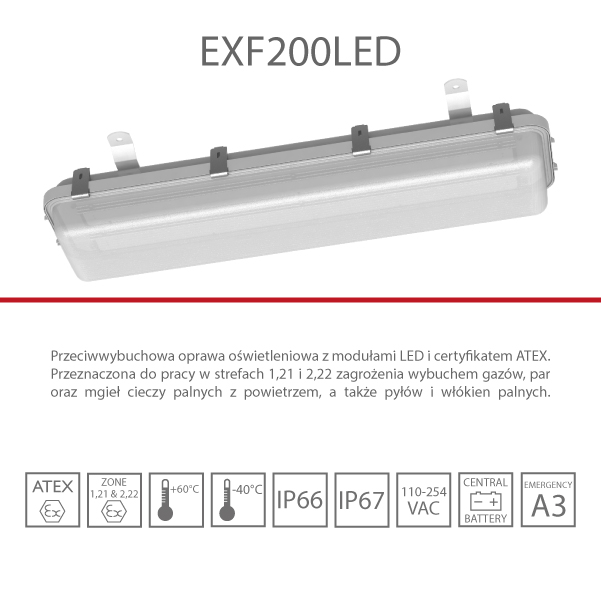 EXF200LED
Przeciwwybuchowa oprawa oświetleniowa z modułami LED i certyfikatem ATEX.
Przeznaczona do pracy w strefach 1,21 i 2,22 zagrożenia wybuchem gazów, par
oraz mgieł cieczy palnych z powietrzem, a także pyłów i włókien palnych.
ATEX
Ex
ZONE
1,21 & 2,22
Ex
+60°C
-40°C
IP66
IP67
110-254
VAC
CENTRAL
- +
BATTERY
EMERGENCY
A3